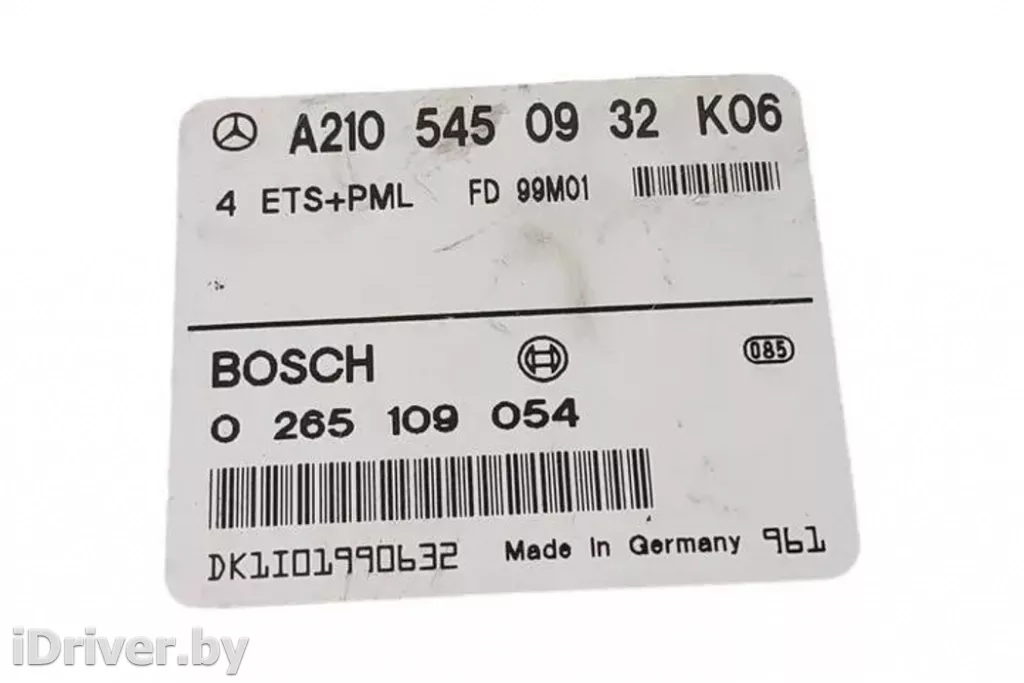 A210 545 09 32 K06
4 ETS+PML FD 99M01
BOSCH
085
0 265 109 054
DK1I01990632 Made In Germany 961
iDriver.by